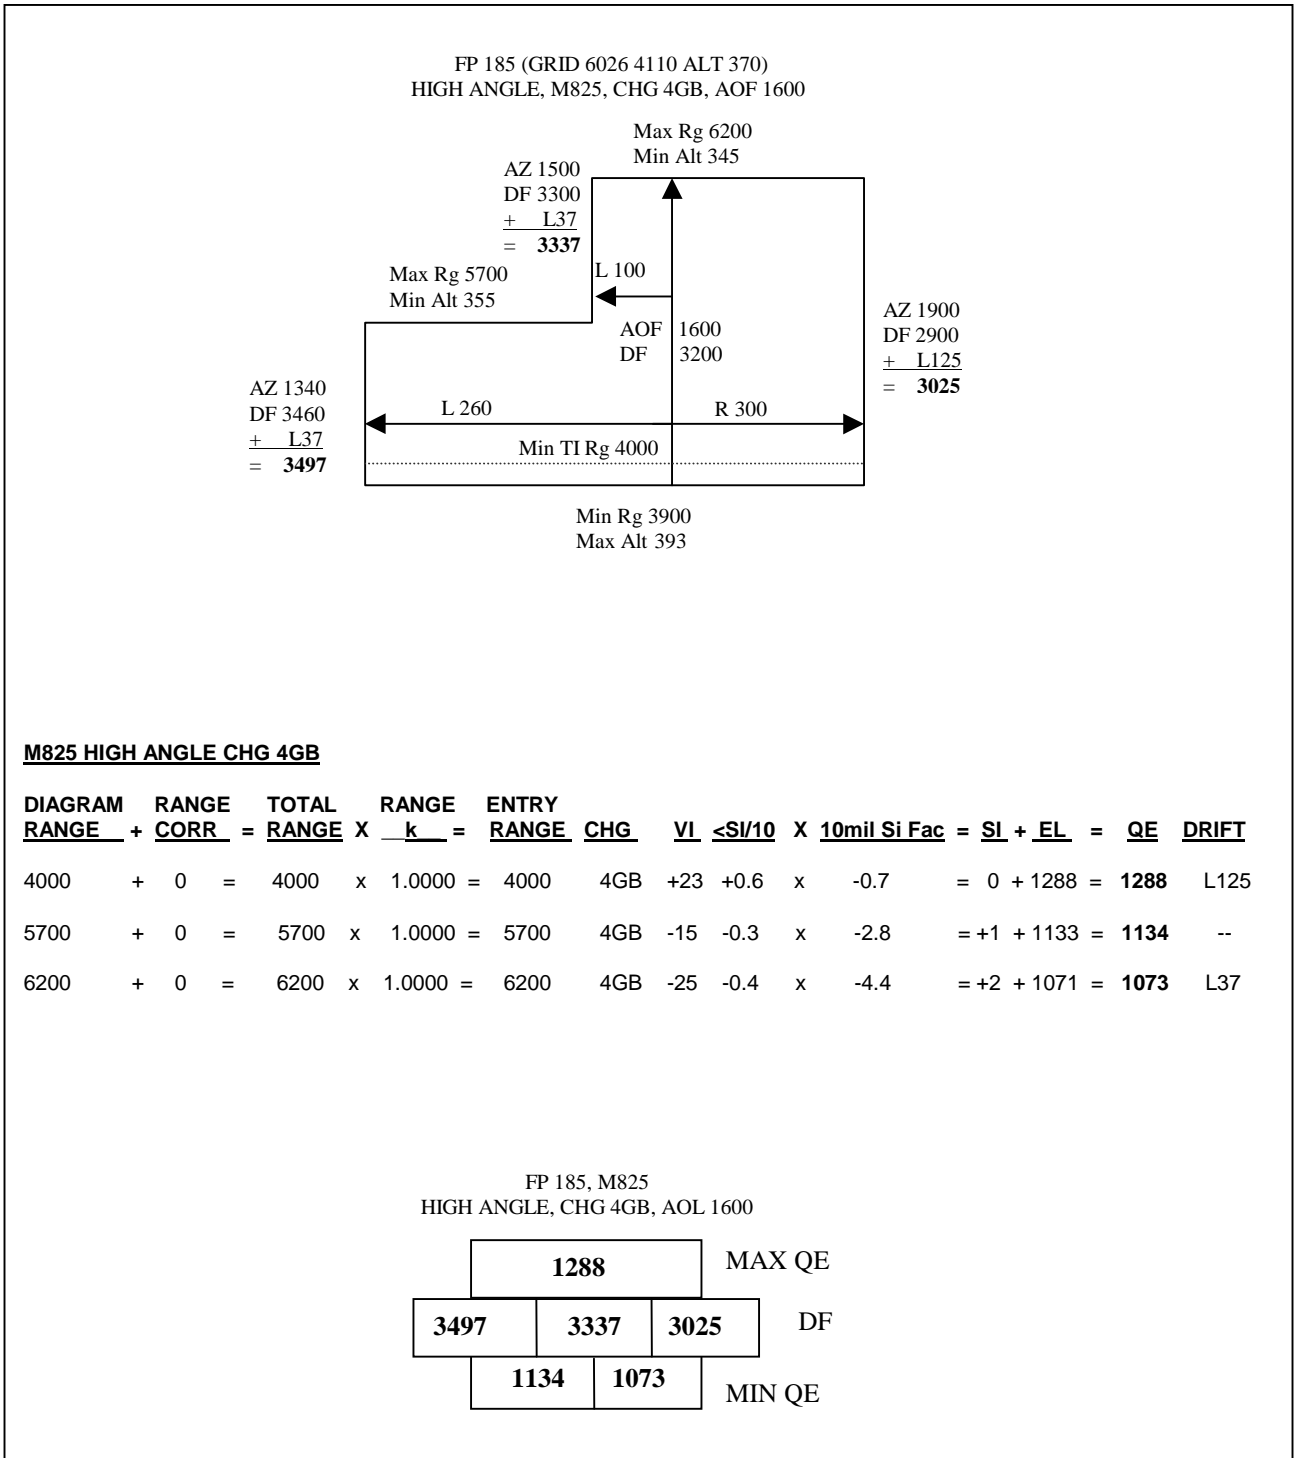 FP 185 (GRID 6026 4110 ALT 370)
HIGH ANGLE, M825, CHG 4GB, AOF 1600
Max Rg 6200
Min Alt 345
AZ 1500
DF 3300
+ L37
= 3337
Max Rg 5700
Min Alt 355
L 100
AOF 1600
DF 3200
AZ 1900
DF 2900
+ L125
= 3025
AZ 1340
DF 3460
+ L37
= 3497
L 260
R 300
Min TI Rg 4000
Min Rg 3900
Max Alt 393
M825 HIGH ANGLE CHG 4GB
DIAGRAM RANGE TOTAL RANGE ENTRY
RANGE + CORR = RANGE X k = RANGE CHG VI <SI/10 X 10mil Si Fac = SI + EL = QE DRIFT
4000 + 0 = 4000 x 1.0000 = 4000 4GB +23 +0.6 x -0.7 = 0 + 1288 = 1288 L125
5700 + 0 = 5700 x 1.0000 = 5700 4GB -15 -0.3 x -2.8 = +1 + 1133 = 1134 --
6200 + 0 = 6200 x 1.0000 = 6200 4GB -25 -0.4 x -4.4 = +2 + 1071 = 1073 L37
FP 185, M825
HIGH ANGLE, CHG 4GB, AOL 1600
1288 MAX QE
3497 3337 3025 DF
1134 1073 MIN QE